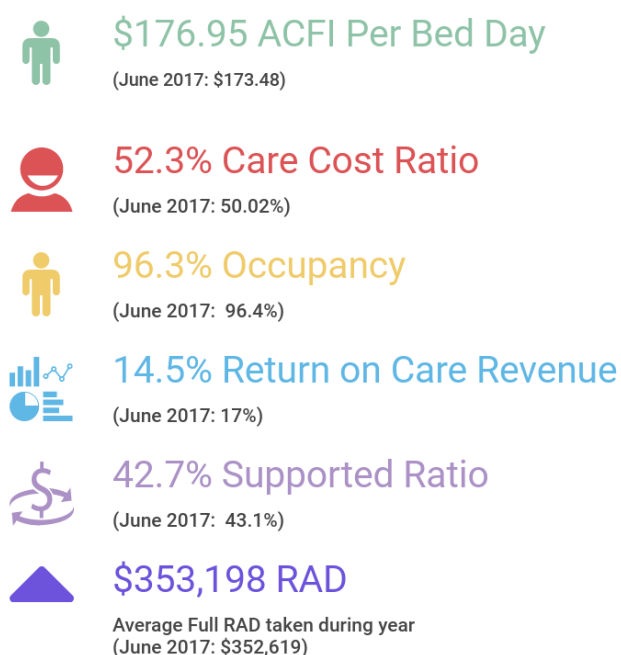 $176.95 ACFI Per Bed Day
(June 2017: $173.48)
52.3% Care Cost Ratio
(June 2017: 50.02%)
96.3% Occupancy
(June 2017:  96.4%)
14.5% Return on Care Revenue
(June 2017: 17%)
42.7% Supported Ratio
(June 2017:  43.1%)
$353,198 RAD
Average Full RAD taken during year
(June 2017: $352,619)